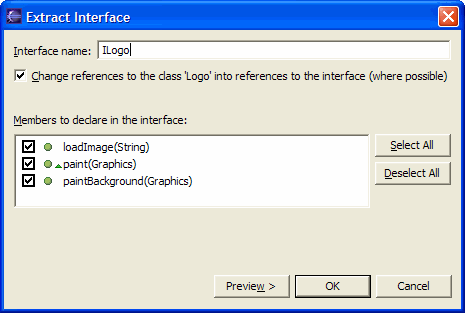 Extract Interface
Interface name: ILogo
Change references to the class 'Logo' into references to the interface (where possible)
Members to declare in the interface:
loadImage(String)
paint(Graphics)
paintBackground(Graphics)
Select All
Deselect All
Preview > OK Cancel